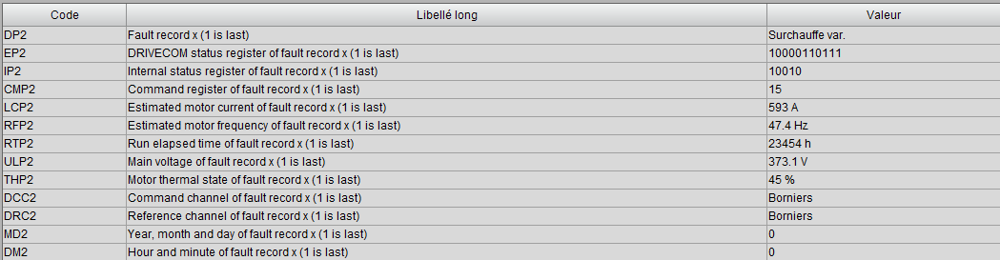 Code Libellé long Valeur
DP2 Fault record x (1 is last) Surchauffe var.
EP2 DRIVECOM status register of fault record x (1 is last) 10000110111
IP2 Internal status register of fault record x (1 is last) 10010
CMP2 Command register of fault record x (1 is last) 15
LCP2 Estimated motor current of fault record x (1 is last) 593 A
RFP2 Estimated motor frequency of fault record x (1 is last) 47.4 Hz
RTP2 Run elapsed time of fault record x (1 is last) 23454 h
ULP2 Main voltage of fault record x (1 is last) 373.1 V
THP2 Motor thermal state of fault record x (1 is last) 45 %
DCC2 Command channel of fault record x (1 is last) Borniers
DRC2 Reference channel of fault record x (1 is last) Borniers
MD2 Year, month and day of fault record x (1 is last) 0
DM2 Hour and minute of fault record x (1 is last) 0